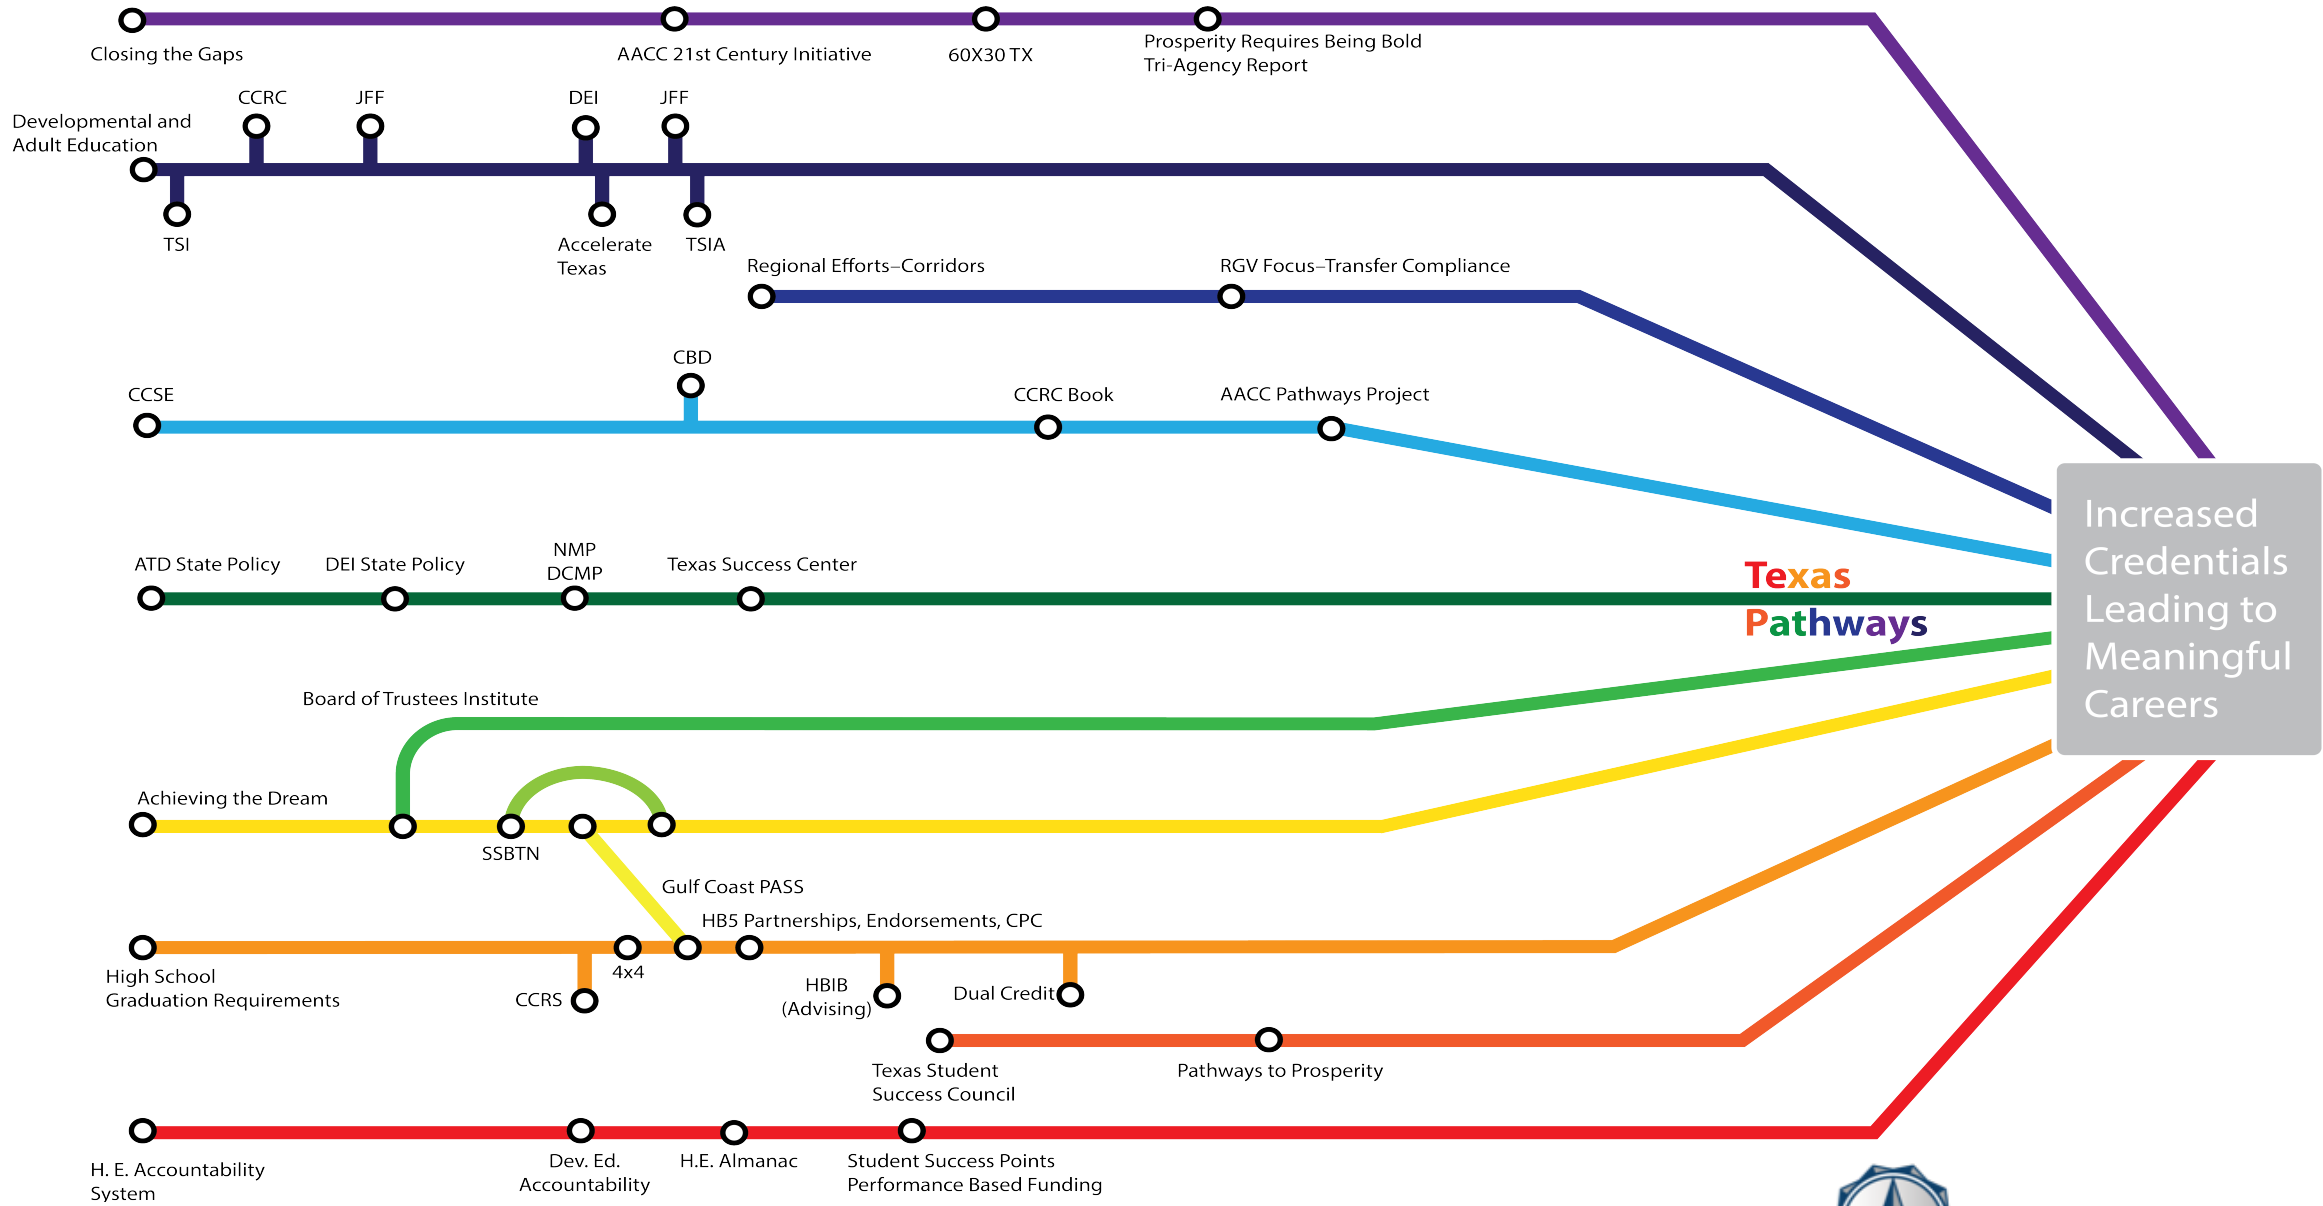 Closing the Gaps
AACC 21st Century Initiative
60X30 TX
Prosperity Requires Being Bold
Tri-Agency Report
CCRC
JFF
DEI
JFF
Developmental and
Adult Education
TSI
Accelerate
Texas
TSIA
Regional Efforts–Corridors
RGV Focus–Transfer Compliance
CBD
CCSE
CCRC Book
AACC Pathways Project
ATD State Policy
DEI State Policy
NMP
DCMP
Texas Success Center
Texas
Pathways
Increased
Credentials
Leading to
Meaningful
Careers
Board of Trustees Institute
Achieving the Dream
SSBTN
Gulf Coast PASS
HB5 Partnerships, Endorsements, CPC
High School
Graduation Requirements
4x4
CCRS
HBIB
(Advising)
Dual Credit
Texas Student
Success Council
Pathways to Prosperity
H. E. Accountability
System
Dev. Ed.
Accountability
H.E. Almanac
Student Success Points
Performance Based Funding